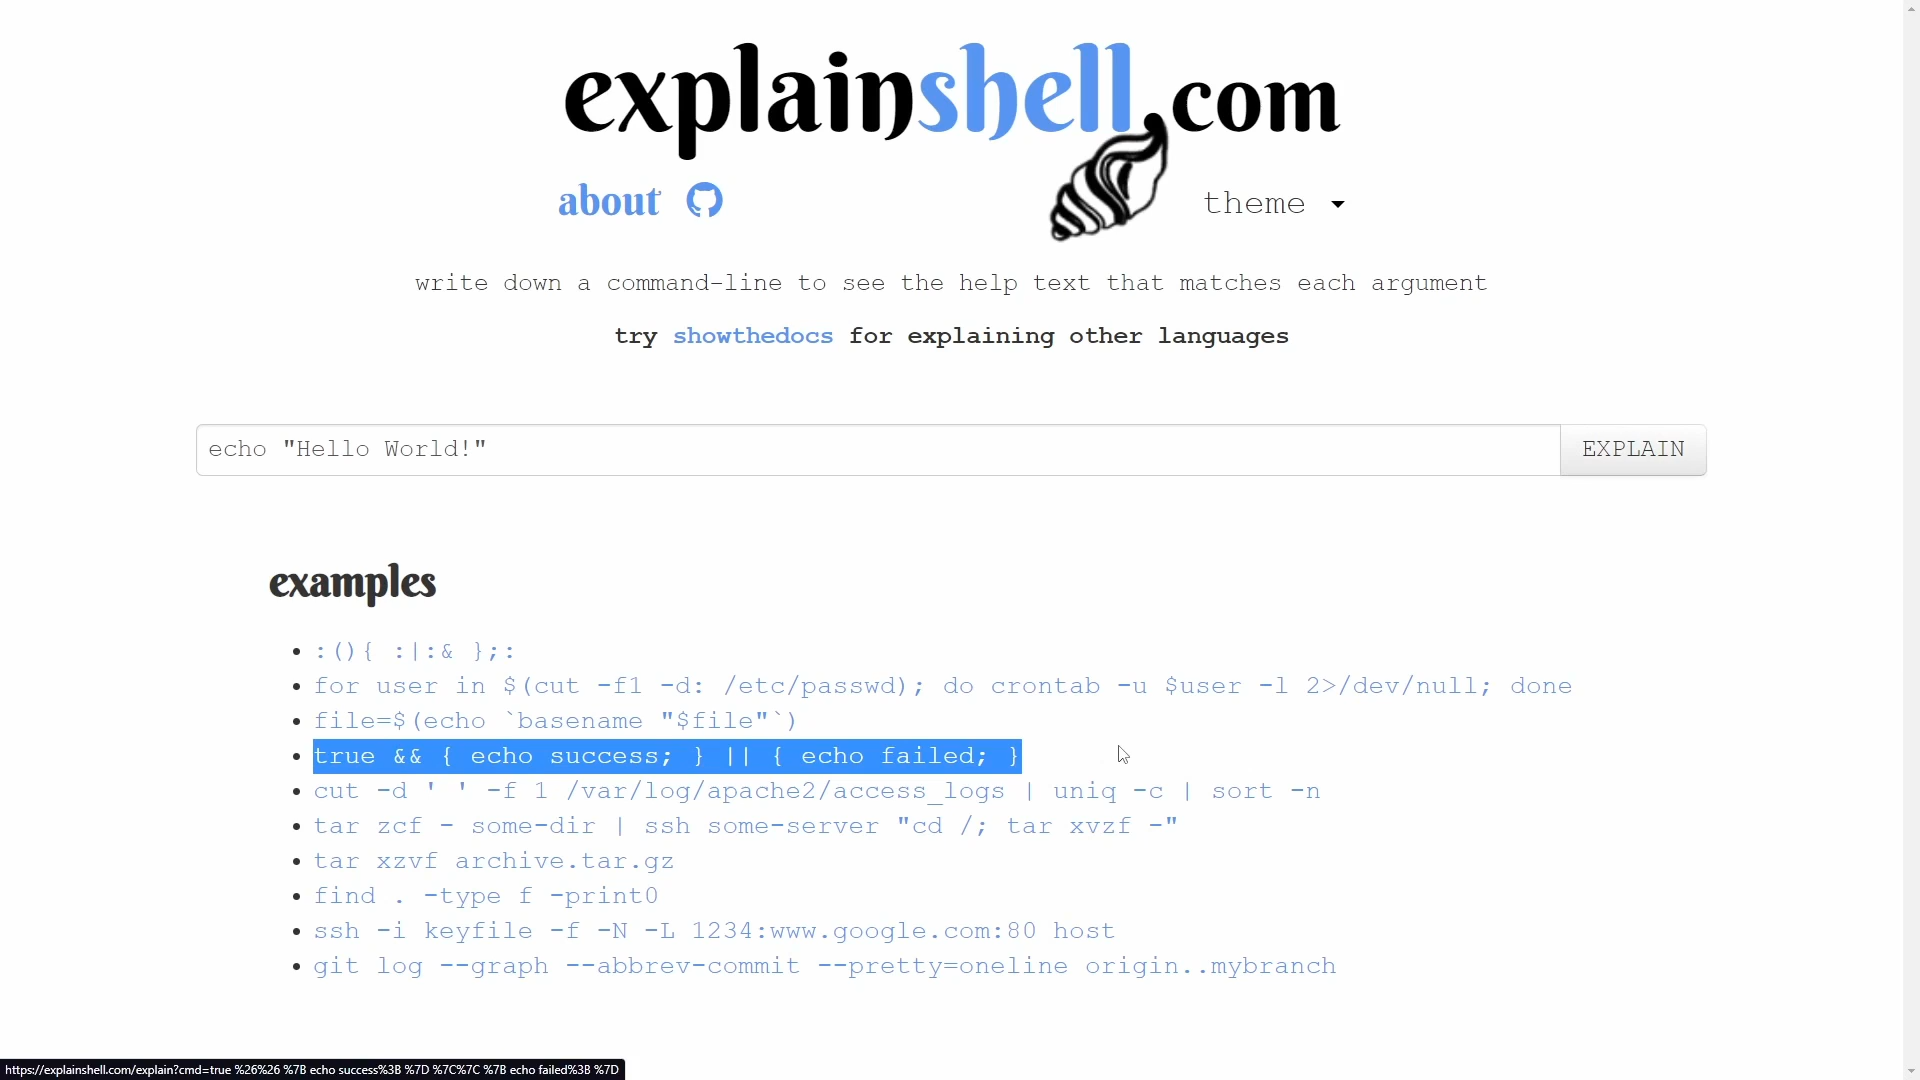 explainshell.com
about
theme
write down a command-line to see the help text that matches each argument
try showthedocs for explaining other languages
echo "Hello World!"
EXPLAIN
examples
:(){ :|:& };:
for user in $(cut -f1 -d: /etc/passwd); do crontab -u $user -l 2>/dev/null; done
file=$(echo `basename "$file"`)
true && { echo success; } || { echo failed; }
cut -d ' ' -f 1 /var/log/apache2/access_logs | uniq -c | sort -n
tar zcf - some-dir | ssh some-server "cd /; tar xvzf -"
tar xzvf archive.tar.gz
find . -type f -print0
ssh -i keyfile -f -N -L 1234:www.google.com:80 host
git log --graph --abbrev-commit --pretty=oneline origin..mybranch
https://explainshell.com/explain?cmd=true %26%26 %7B echo success%3B %7D %7C%7C %7B echo failed%3B %7D